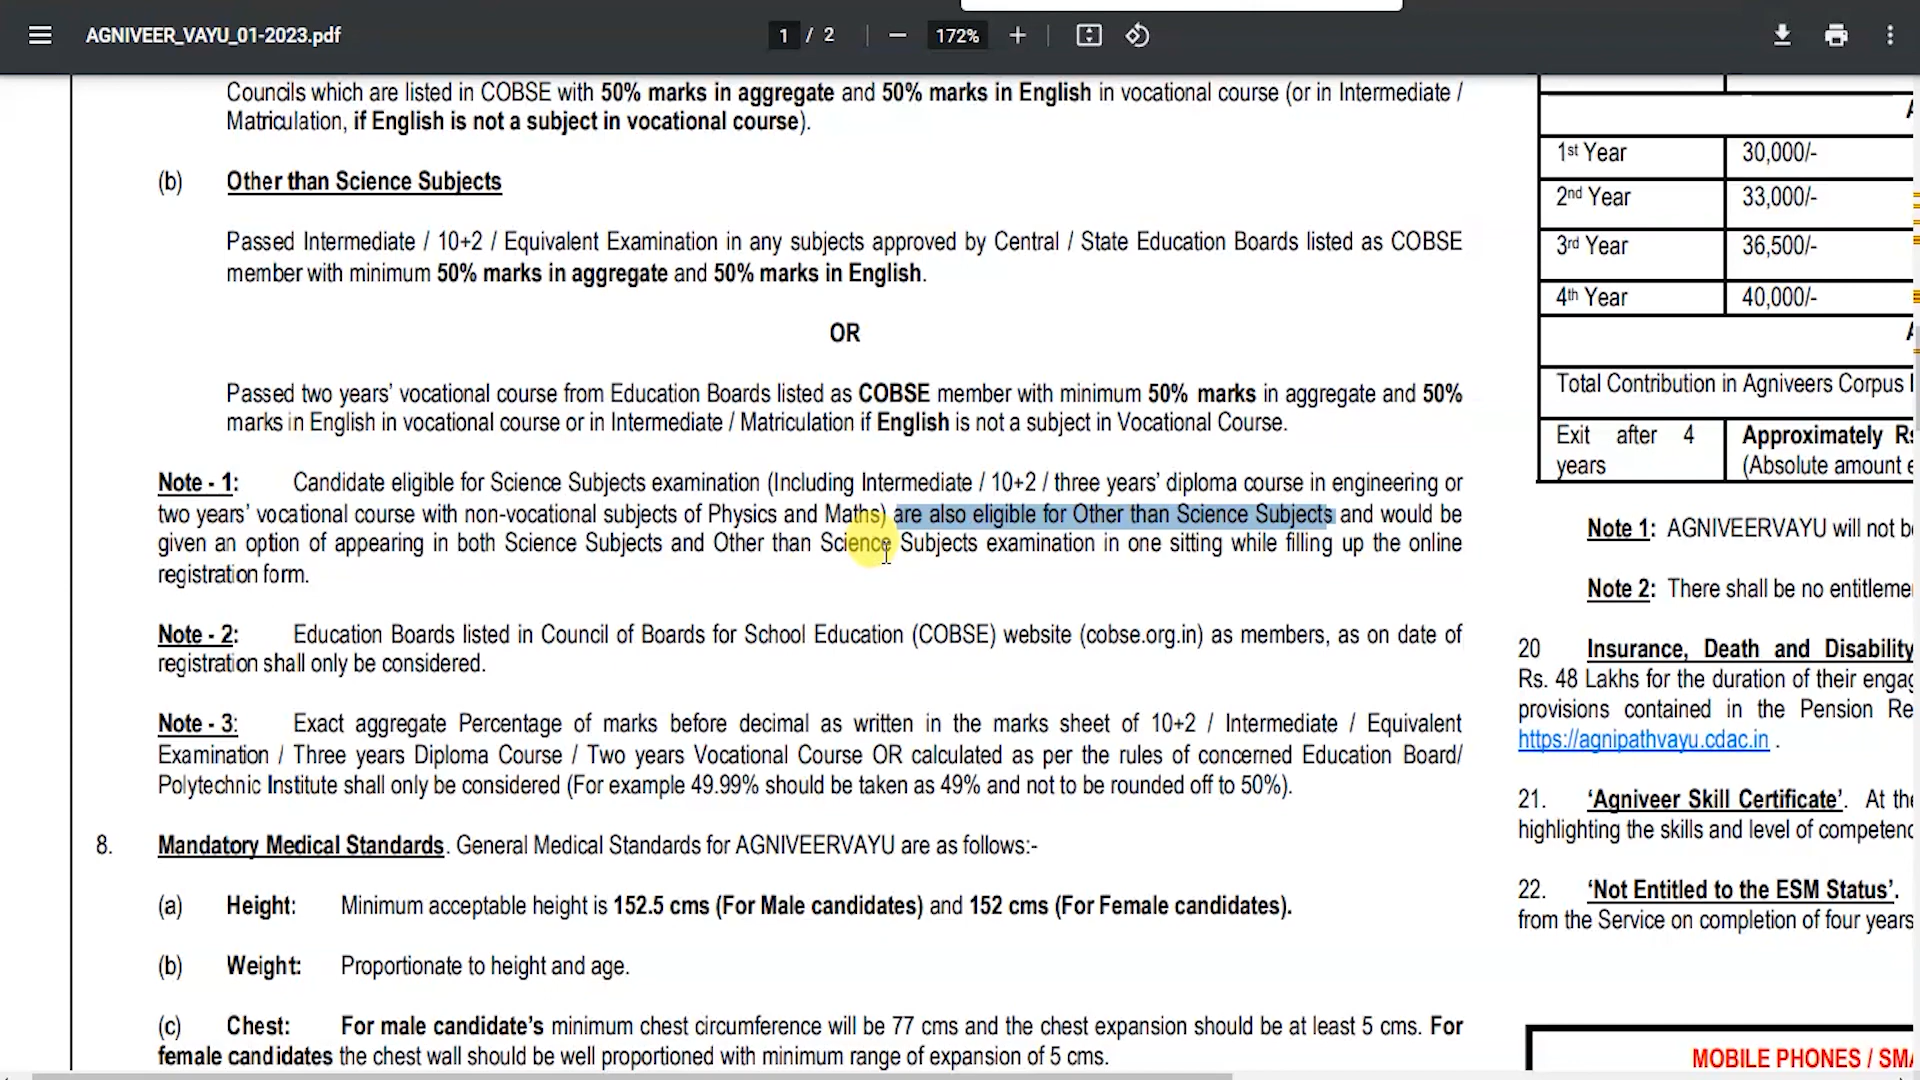 AGNIVEER_VAYU_01-2023.pdf
1 / 2
172%
Councils which are listed in COBSE with 50% marks in aggregate and 50% marks in English in vocational course (or in Intermediate /
Matriculation, if English is not a subject in vocational course).
(b) Other than Science Subjects
Passed Intermediate / 10+2 / Equivalent Examination in any subjects approved by Central / State Education Boards listed as COBSE
member with minimum 50% marks in aggregate and 50% marks in English.
OR
Passed two years’ vocational course from Education Boards listed as COBSE member with minimum 50% marks in aggregate and 50%
marks in English in vocational course or in Intermediate / Matriculation if English is not a subject in Vocational Course.
Note - 1: Candidate eligible for Science Subjects examination (Including Intermediate / 10+2 / three years’ diploma course in engineering or
two years’ vocational course with non-vocational subjects of Physics and Maths) are also eligible for Other than Science Subjects and would be
given an option of appearing in both Science Subjects and Other than Science Subjects examination in one sitting while filling up the online
registration form.
Note - 2: Education Boards listed in Council of Boards for School Education (COBSE) website (cobse.org.in) as members, as on date of
registration shall only be considered.
Note - 3: Exact aggregate Percentage of marks before decimal as written in the marks sheet of 10+2 / Intermediate / Equivalent
Examination / Three years Diploma Course / Two years Vocational Course OR calculated as per the rules of concerned Education Board/
Polytechnic Institute shall only be considered (For example 49.99% should be taken as 49% and not to be rounded off to 50%).
8. Mandatory Medical Standards. General Medical Standards for AGNIVEERVAYU are as follows:-
(a) Height: Minimum acceptable height is 152.5 cms (For Male candidates) and 152 cms (For Female candidates).
(b) Weight: Proportionate to height and age.
(c) Chest: For male candidate’s minimum chest circumference will be 77 cms and the chest expansion should be at least 5 cms. For
female candidates the chest wall should be well proportioned with minimum range of expansion of 5 cms.
1st Year 30,000/-
2nd Year 33,000/-
3rd Year 36,500/-
4th Year 40,000/-
Total Contribution in Agniveers Corpus
Exit after 4 Approximately
years (Absolute amount
Note 1: AGNIVEERVAYU will not
Note 2: There shall be no
20 Insurance, Death and Disability
Rs. 48 Lakhs for the duration of their
provisions contained in the Pension
https://agnipathvayu.cdac.in .
21. ‘Agniveer Skill Certificate’. At
highlighting the skills and level of
22. ‘Not Entitled to the ESM Status’.
from the Service on completion of four years
MOBILE PHONES /